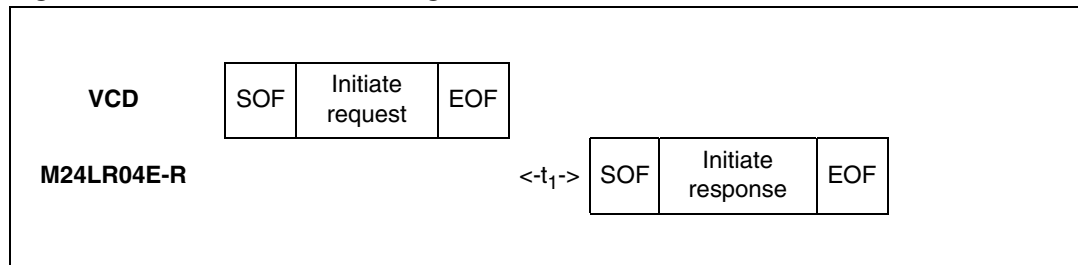 VCD
SOF
Initiate
request
EOF
M24LR04E-R
<-t₁->
SOF
Initiate
response
EOF